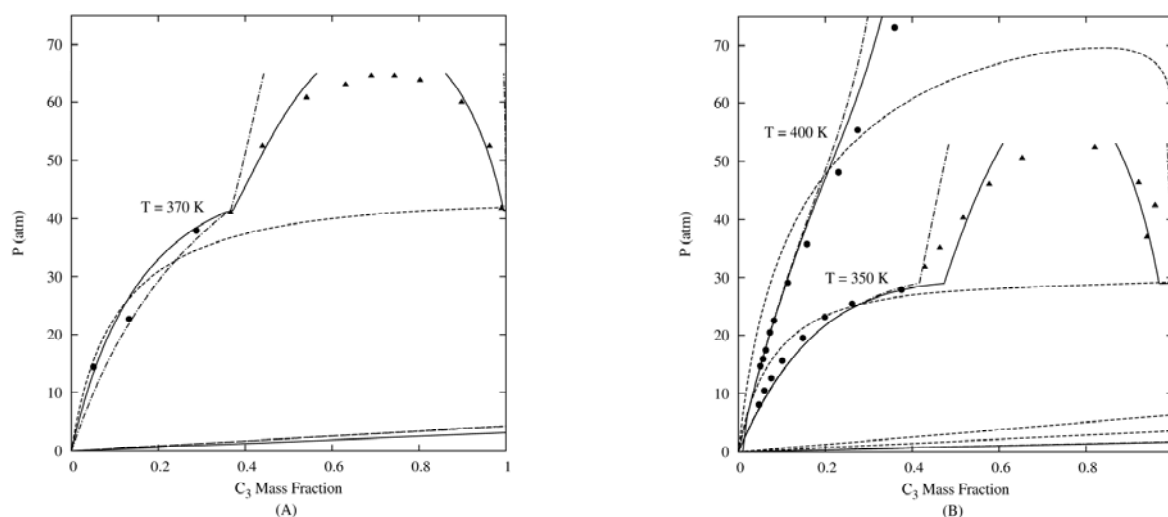 70
60
50
40
30
20
10
0
P (atm)
T = 370 K
0 0.2 0.4 0.6 0.8 1
C3 Mass Fraction
(A)
70
60
50
40
30
20
10
0
P (atm)
T = 400 K
T = 350 K
0 0.2 0.4 0.6 0.8
C3 Mass Fraction
(B)